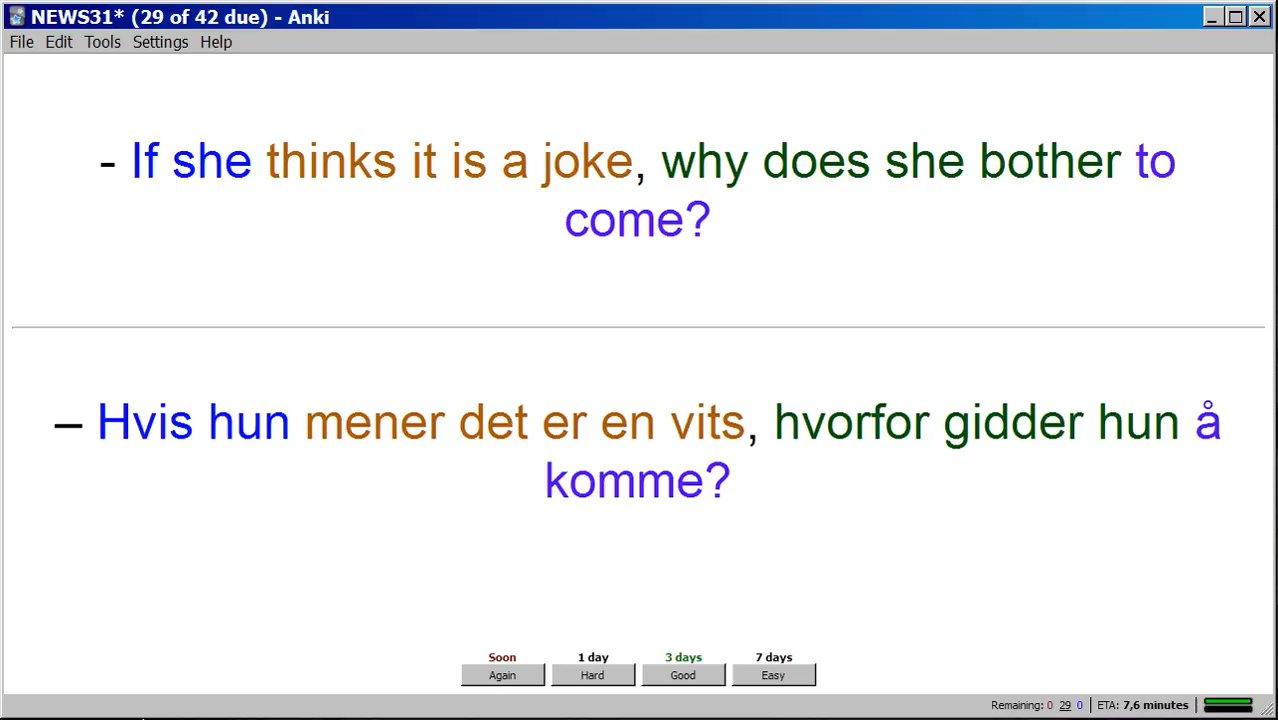 NEWS31* (29 of 42 due) - Anki
File Edit Tools Settings Help
- If she thinks it is a joke, why does she bother to
come?
– Hvis hun mener det er en vits, hvorfor gidder hun å
komme?
Soon 1 day 3 days 7 days
Again Hard Good Easy
Remaining: 0 29 0 ETA: 7,6 minutes